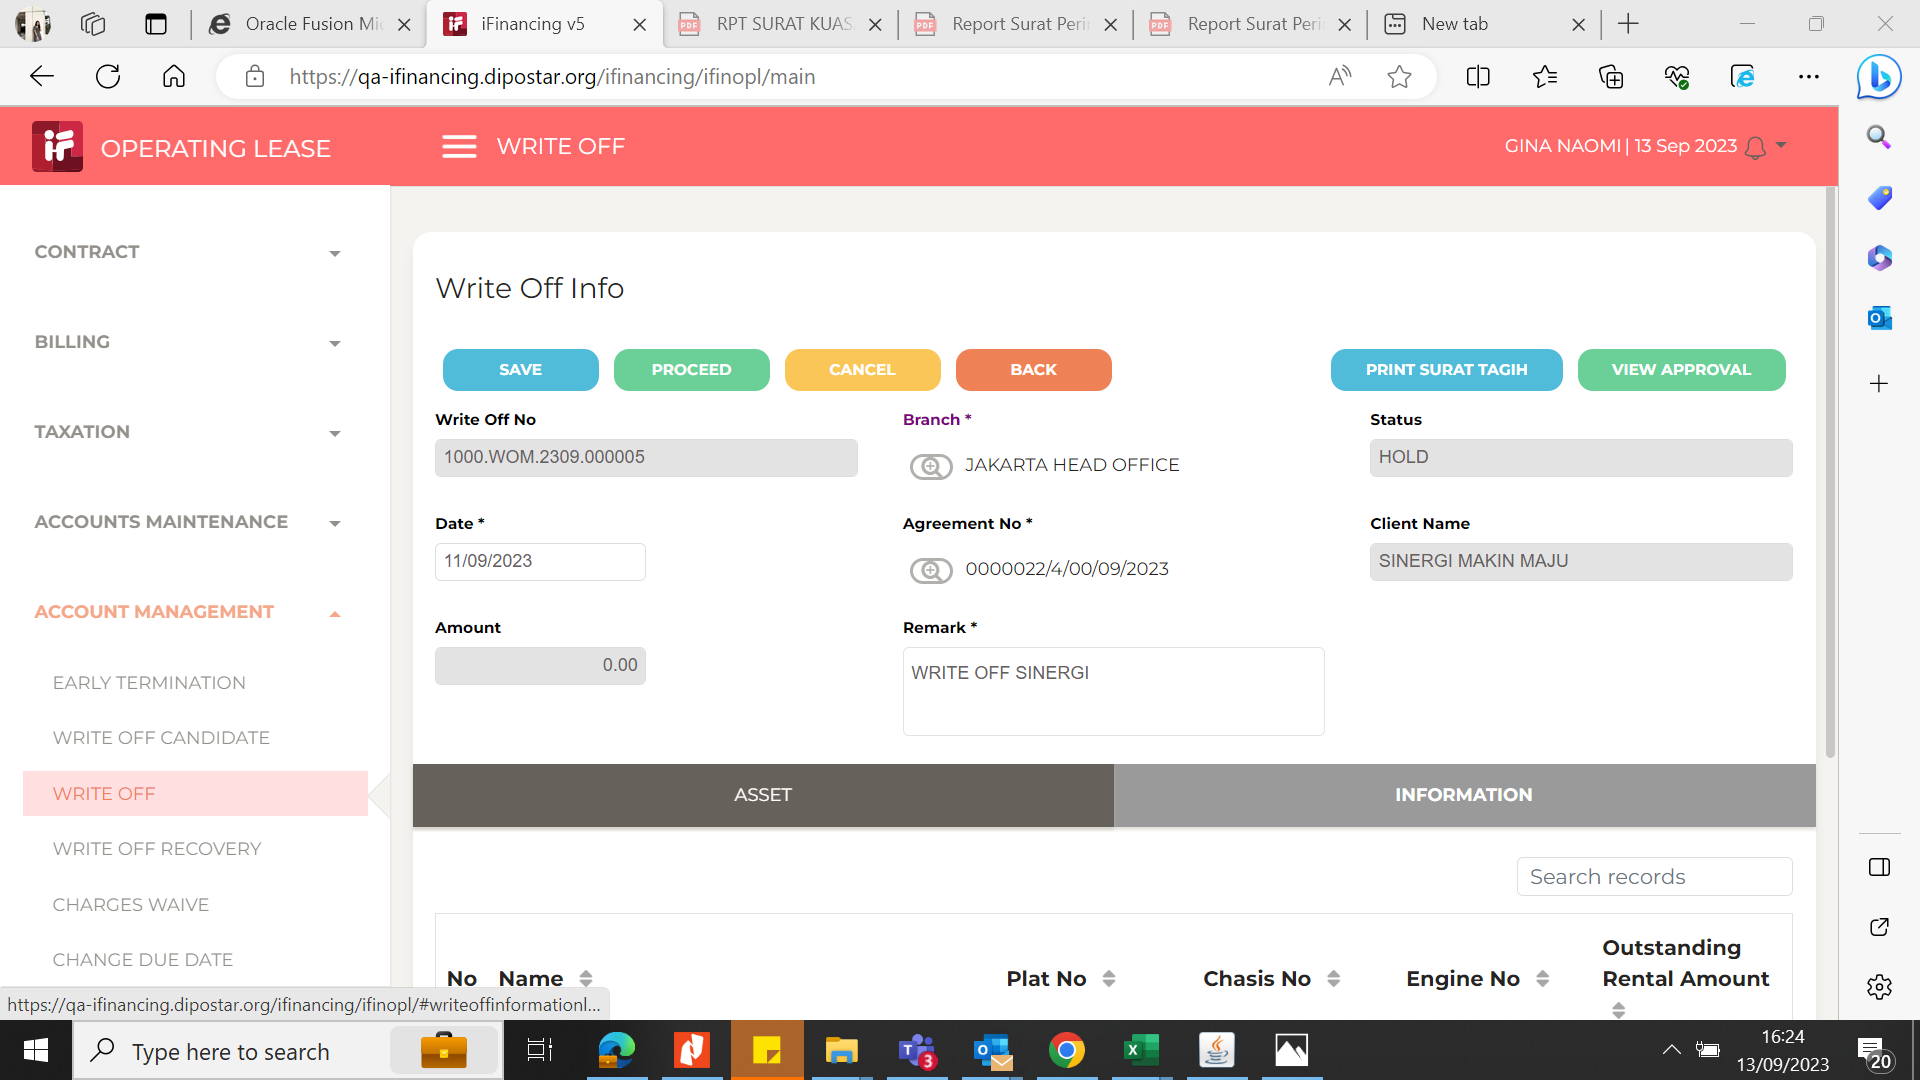 Oracle Fusion Mi
iFinancing v5
RPT SURAT KUAS
Report Surat Peri
Report Surat Peri
New tab
https://qa-ifinancing.dipostar.org/ifinancing/ifinopl/main
iF OPERATING LEASE
WRITE OFF
GINA NAOMI | 13 Sep 2023
CONTRACT
BILLING
TAXATION
ACCOUNTS MAINTENANCE
ACCOUNT MANAGEMENT
EARLY TERMINATION
WRITE OFF CANDIDATE
WRITE OFF
WRITE OFF RECOVERY
CHARGES WAIVE
CHANGE DUE DATE
Write Off Info
SAVE PROCEED CANCEL BACK PRINT SURAT TAGIH VIEW APPROVAL
Write Off No
1000.WOM.2309.000005
Branch *
JAKARTA HEAD OFFICE
Status
HOLD
Date *
11/09/2023
Agreement No *
0000022/4/00/09/2023
Client Name
SINERGI MAKIN MAJU
Amount
0.00
Remark *
WRITE OFF SINERGI
ASSET INFORMATION
Search records
No Name Plat No Chasis No Engine No Outstanding
Rental Amount
https://qa-ifinancing.dipostar.org/ifinancing/ifinopl/#writeoffinformationl...
Type here to search
3
16:24
13/09/2023
20